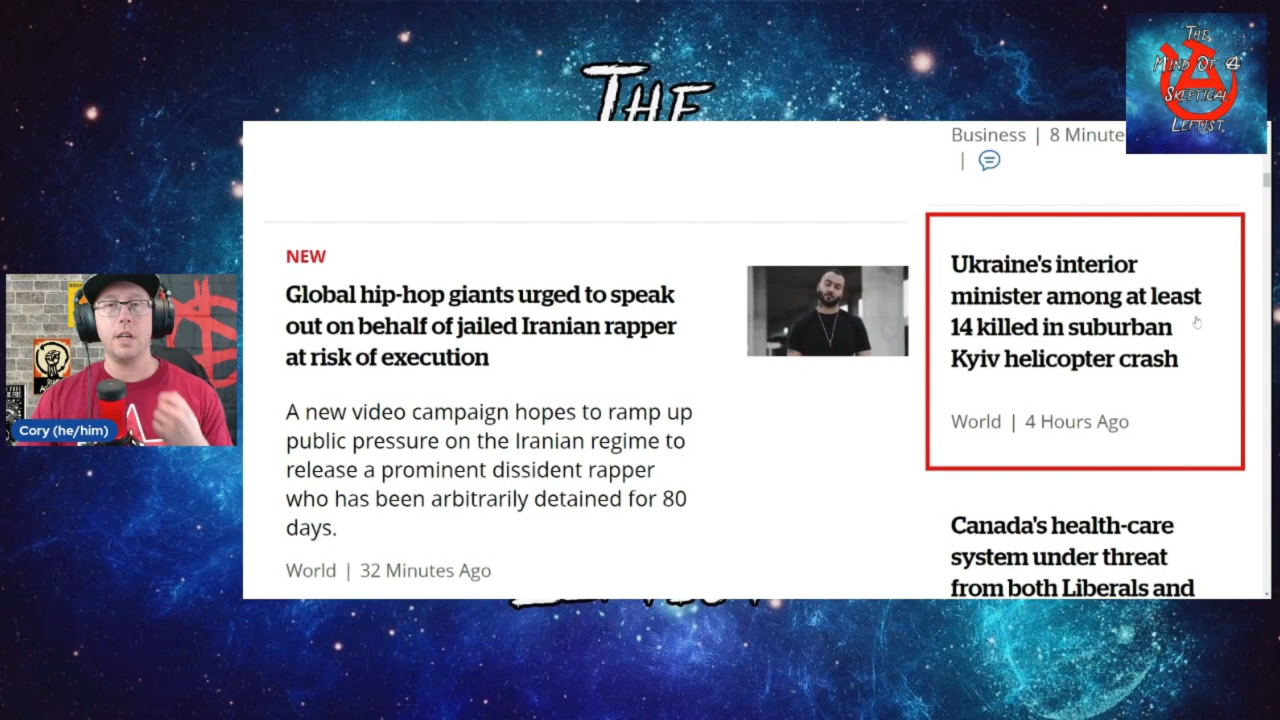 THE
THE
MIND OF A
SKEPTICAL
LEFTIST
Business | 8 Minute
|
NEW
Global hip-hop giants urged to speak
out on behalf of jailed Iranian rapper
at risk of execution
A new video campaign hopes to ramp up
public pressure on the Iranian regime to
release a prominent dissident rapper
who has been arbitrarily detained for 80
days.
World | 32 Minutes Ago
Ukraine's interior
minister among at least
14 killed in suburban
Kyiv helicopter crash
World | 4 Hours Ago
Canada's health-care
system under threat
from both Liberals and
Cory (he/him)